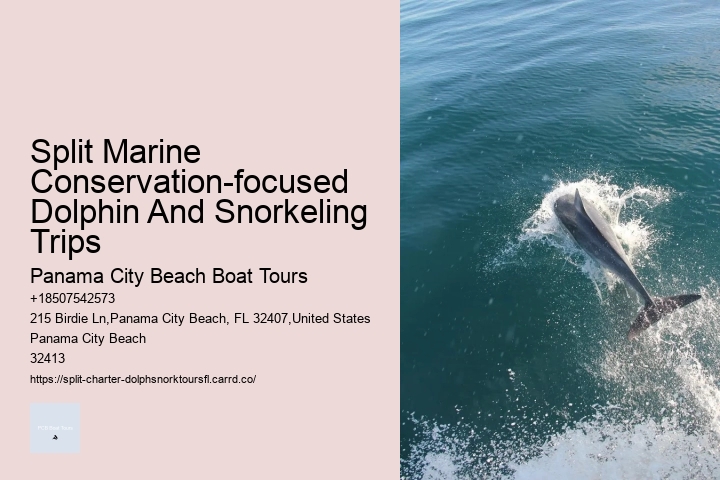 Split Marine
Conservation-focused
Dolphin And Snorkeling
Trips
Panama City Beach Boat Tours
+18507542573
215 Birdie Ln,Panama City Beach, FL 32407,United States
Panama City Beach
32413
https://split-charter-dolphsnorktoursfl.carrd.co/